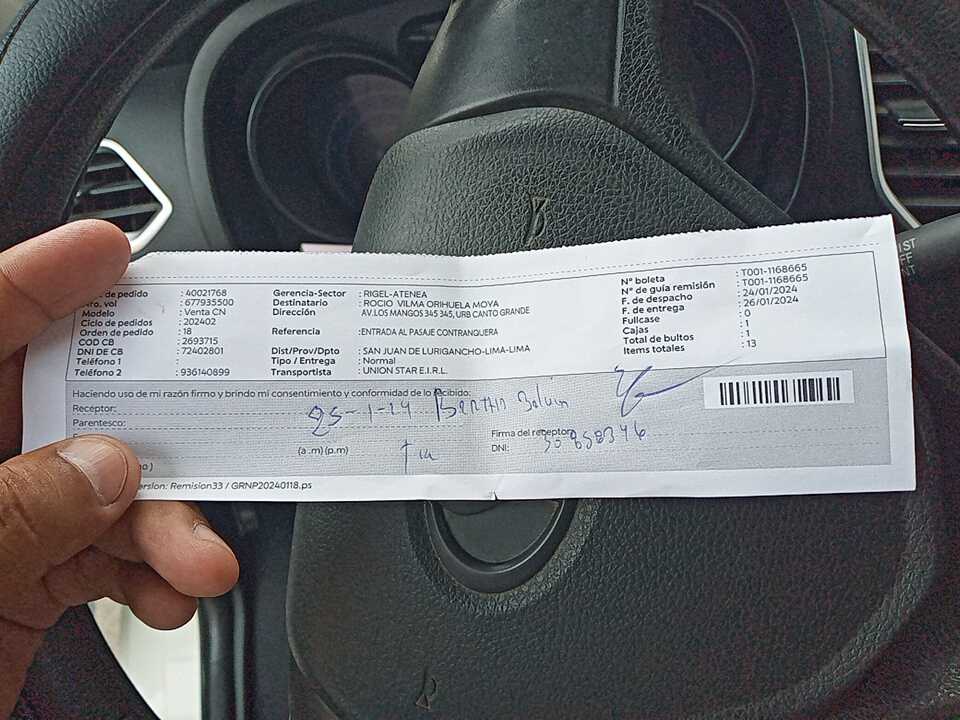 de pedido : 40021768
Nro. vol : 677935500
Modelo : Venta CN
Ciclo de pedidos : 202402
Orden de pedido : 18
COD CB : 2693715
DNI DE CB : 72402801
Teléfono 1
Teléfono 2 : 936140899
Gerencia-Sector : RIGEL-ATENEA
Destinatario : ROCIO VILMA ORIHUELA MOYA
Dirección AV.LOS MANGOS 345 345, URB CANTO GRANDE
Referencia : ENTRADA AL PASAJE CONTRANQUERA
Dist/Prov/Dpto : SAN JUAN DE LURIGANCHO-LIMA-LIMA
Tipo / Entrega : Normal
Transportista : UNION STAR E.I.R.L.
N° boleta : T001-1168665
N° de guía remisión : T001-1168665
F. de despacho : 24/01/2024
F. de entrega : 26/01/2024
Fullcase : 0
Cajas : 1
Total de bultos : 1
Items totales : 13
Haciendo uso de mi razón firmo y brindo mi consentimiento y conformidad de lo recibido:
Receptor: 25-1-24
Parentesco: tia
(a .m) (p.m)
Firma del receptor:
DNI:
ersion: Remision33 / GRNP20240118.ps